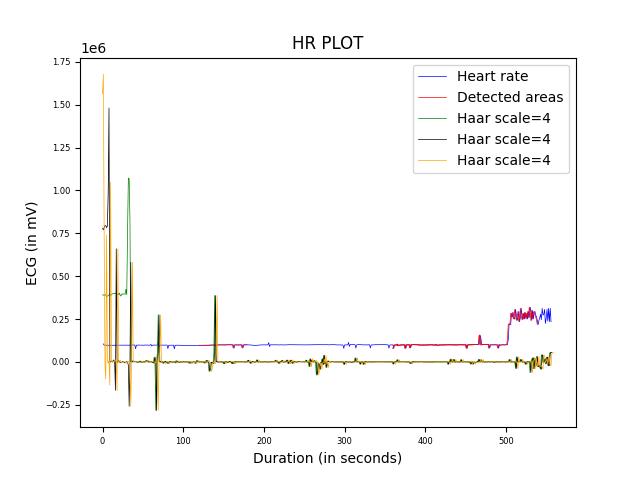 HR PLOT
1e6
1.75
1.50
1.25
1.00
0.75
0.50
0.25
0.00
−0.25
ECG (in mV)
Heart rate
Detected areas
Haar scale=4
Haar scale=4
Haar scale=4
0 100 200 300 400 500
Duration (in seconds)